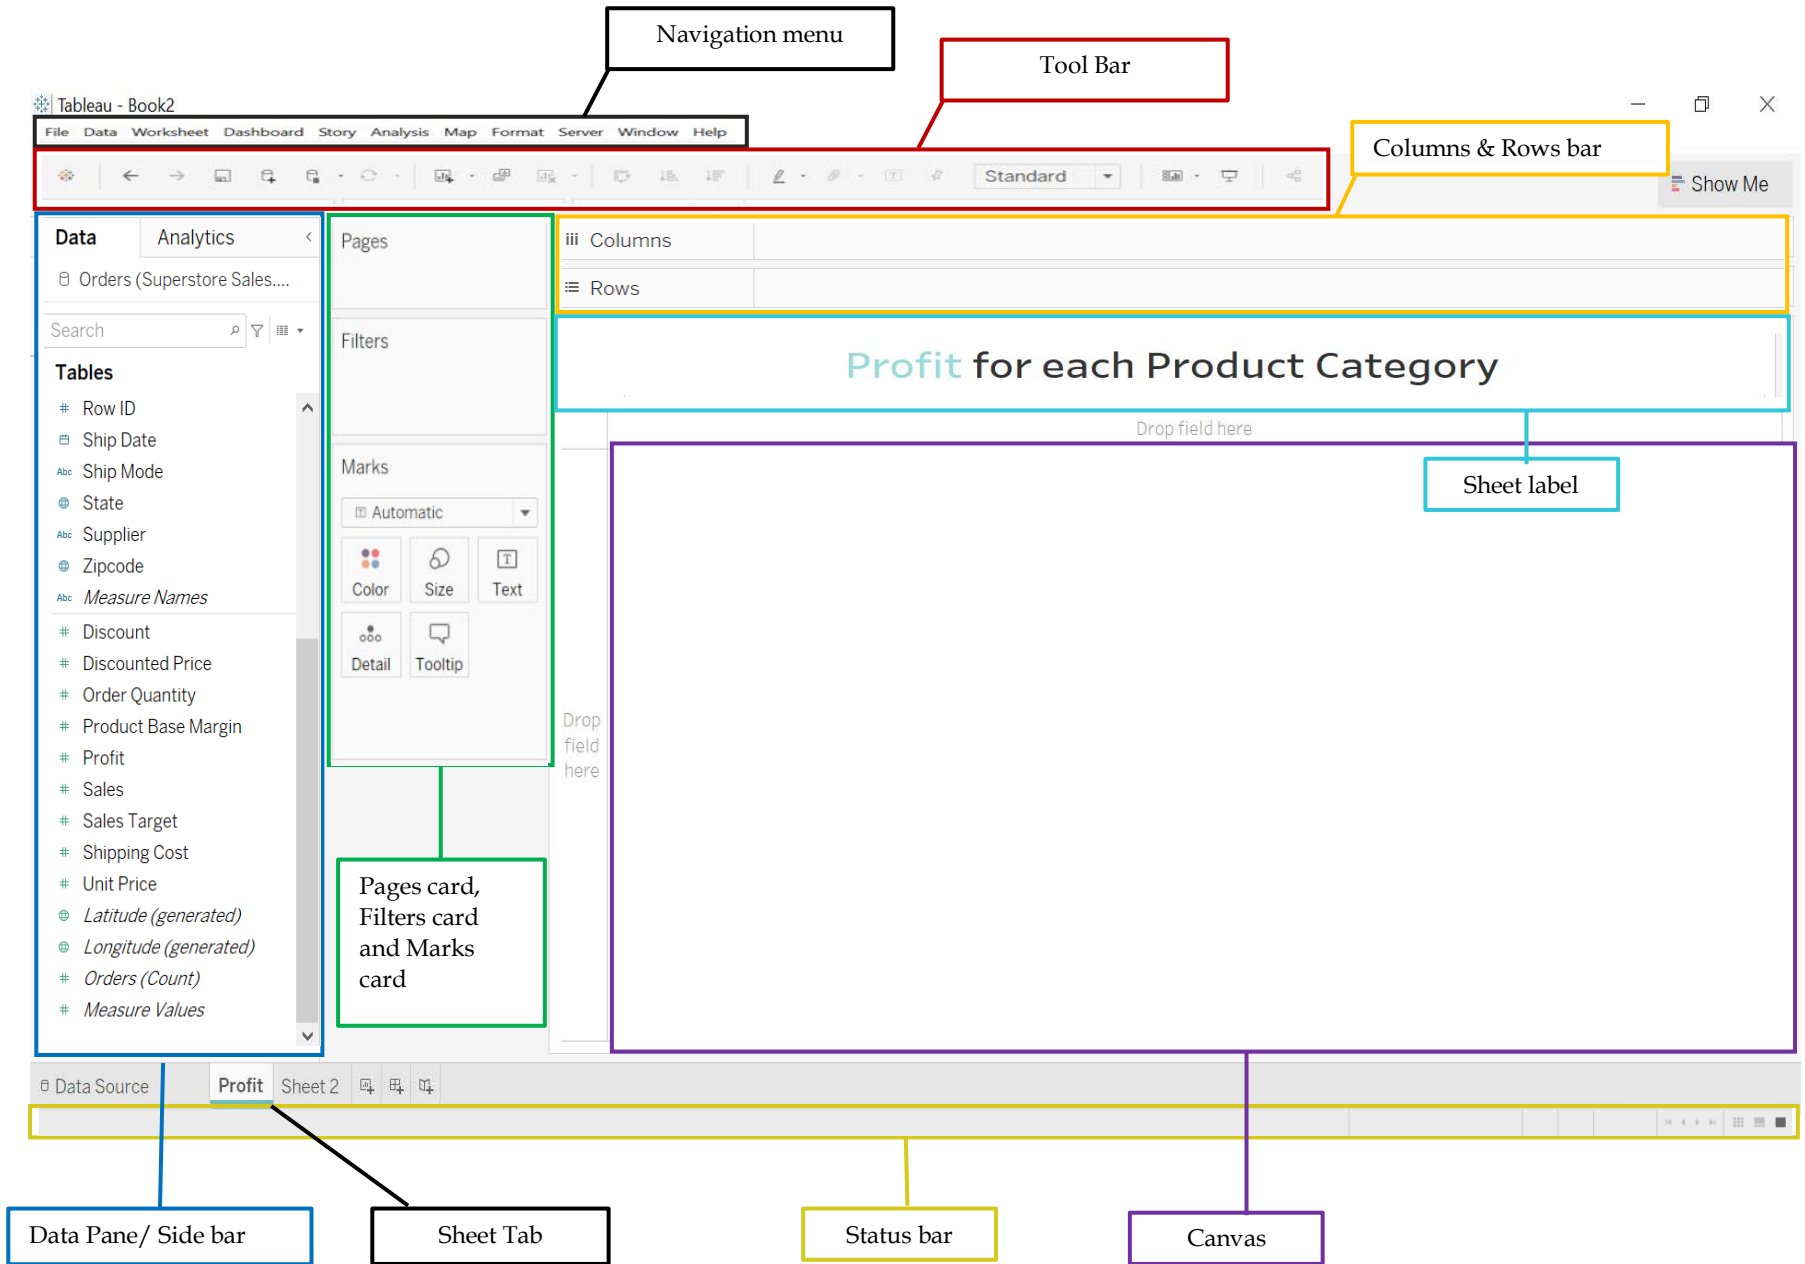 Navigation menu
Tool Bar
Tableau - Book2
File Data Worksheet Dashboard Story Analysis Map Format Server Window Help
Columns & Rows bar
Standard
Show Me
Data Analytics
Orders (Superstore Sales....
Search
Tables
# Row ID
Ship Date
Abc Ship Mode
State
Abc Supplier
Zipcode
Abc Measure Names
# Discount
# Discounted Price
# Order Quantity
# Product Base Margin
# Profit
# Sales
# Sales Target
# Shipping Cost
# Unit Price
Latitude (generated)
Longitude (generated)
# Orders (Count)
# Measure Values
Pages
Filters
Marks
T Automatic
Color Size Text
Detail Tooltip
Pages card,
Filters card
and Marks
card
iii Columns
Rows
Profit for each Product Category
Drop field here
Sheet label
Drop
field
here
Data Source Profit Sheet 2
Data Pane/ Side bar
Sheet Tab
Status bar
Canvas